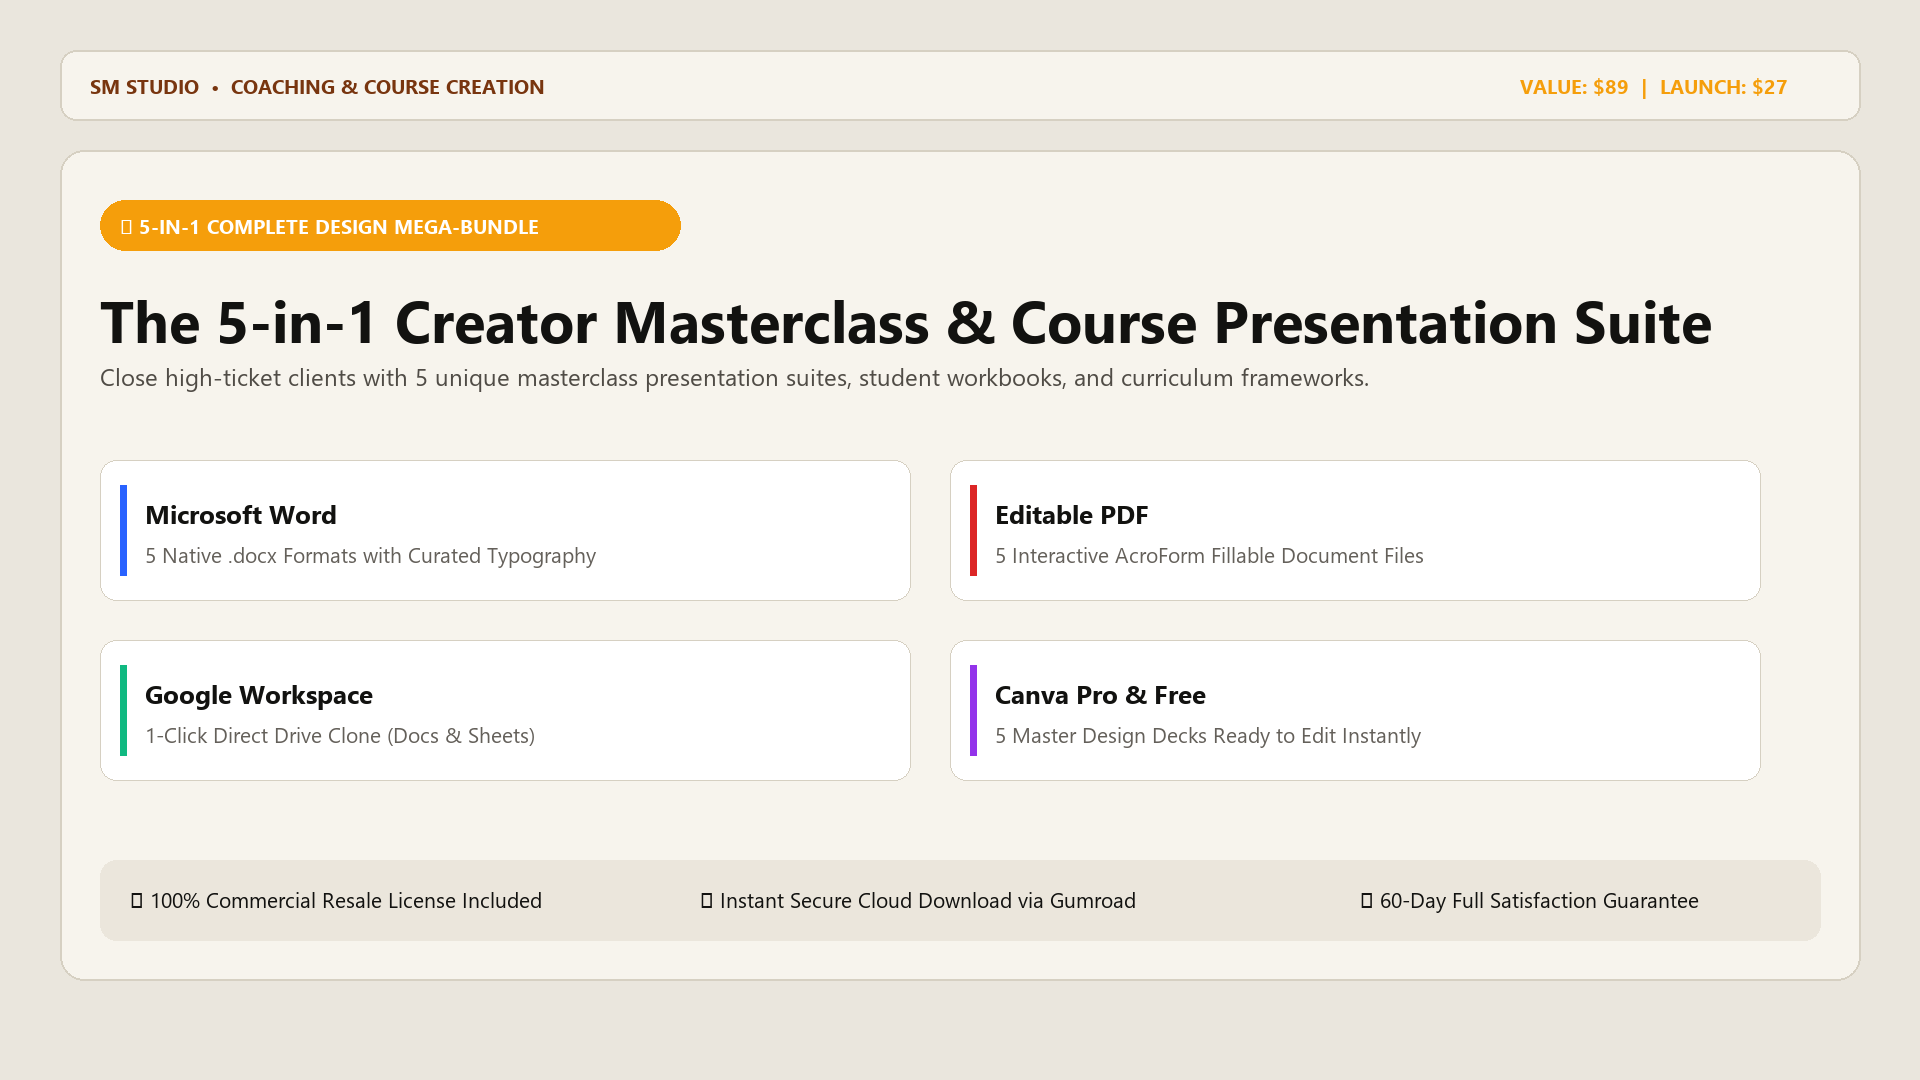 SM STUDIO • COACHING & COURSE CREATION
VALUE: $89 | LAUNCH: $27
5-IN-1 COMPLETE DESIGN MEGA-BUNDLE
The 5-in-1 Creator Masterclass & Course Presentation Suite
Close high-ticket clients with 5 unique masterclass presentation suites, student workbooks, and curriculum frameworks.
Microsoft Word
5 Native .docx Formats with Curated Typography
Editable PDF
5 Interactive AcroForm Fillable Document Files
Google Workspace
1-Click Direct Drive Clone (Docs & Sheets)
Canva Pro & Free
5 Master Design Decks Ready to Edit Instantly
100% Commercial Resale License Included
Instant Secure Cloud Download via Gumroad
60-Day Full Satisfaction Guarantee